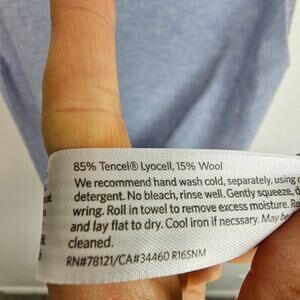 85% Tencel® Lyocell, 15% Wool
We recommend hand wash cold, separately, using
detergent. No bleach, rinse well. Gently squeeze,
wring. Roll in towel to remove excess moisture.
and lay flat to dry. Cool iron if necssary. May be
cleaned.
RN#78121/CA#34460 R165NM